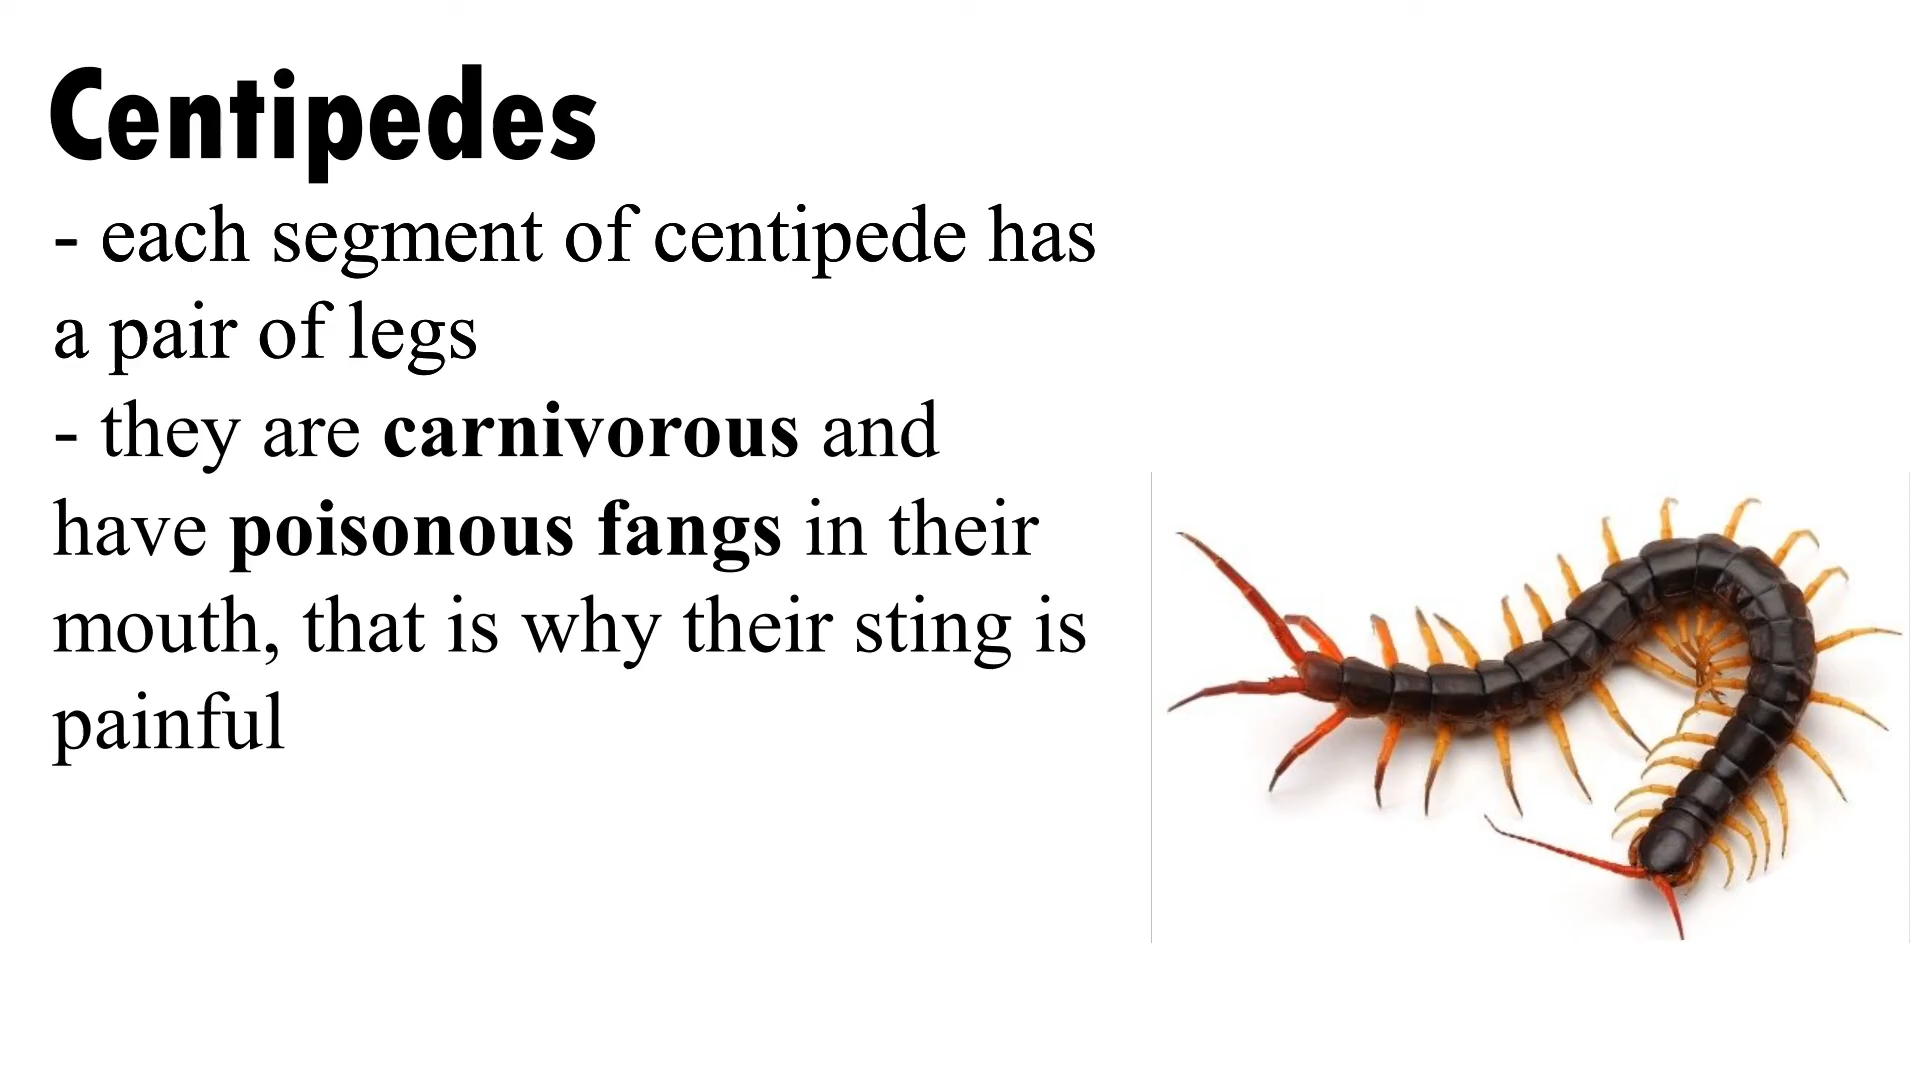 Centipedes
- each segment of centipede has
a pair of legs
- they are carnivorous and
have poisonous fangs in their
mouth, that is why their sting is
painful